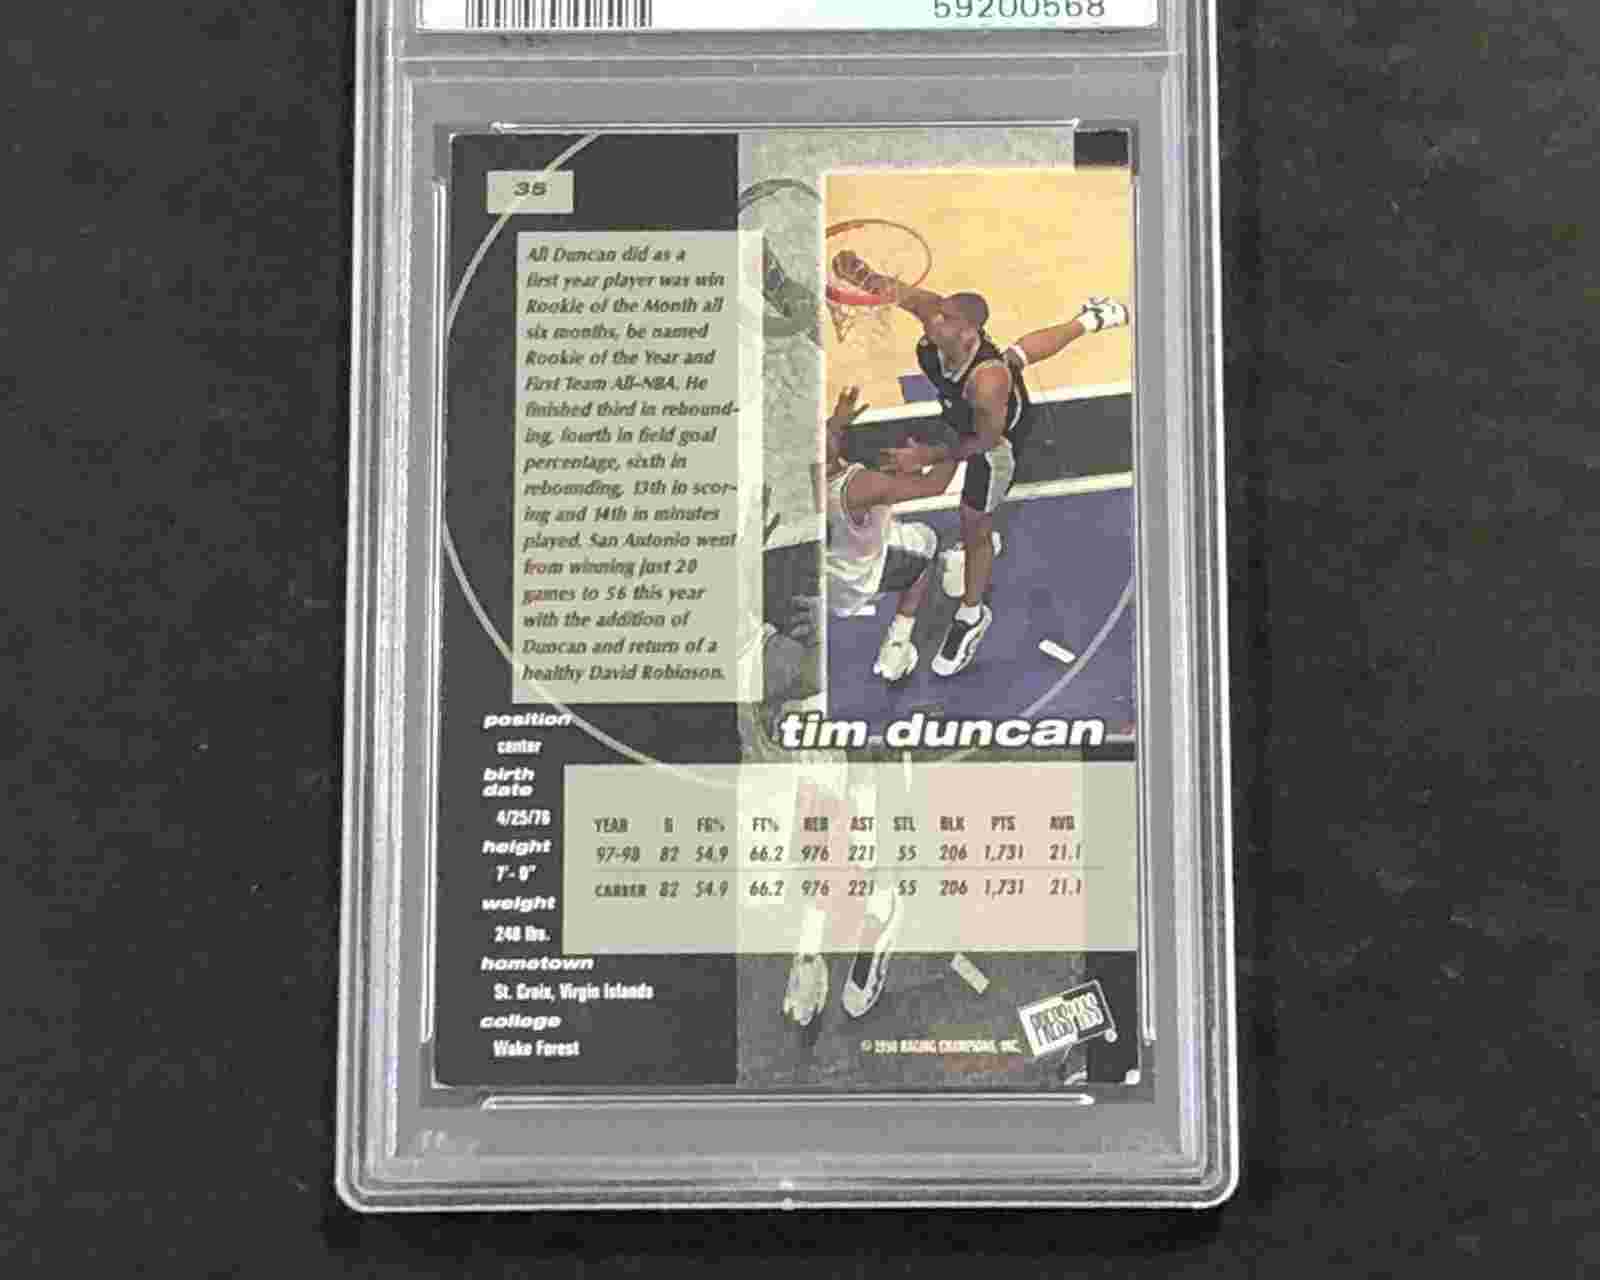 59200568
35
All Duncan did as a
first year player was win
Rookie of the Month all
six months, be named
Rookie of the Year and
First Team All-NBA. He
finished third in rebound-
ing, fourth in field goal
percentage, sixth in
rebounding, 13th in scor-
ing and 14th in minutes
played. San Antonio went
from winning just 20
games to 56 this year
with the addition of
Duncan and return of a
healthy David Robinson.
tim duncan
position
center
birth
date
4/25/76
height
7'-0"
weight
248 lbs.
hometown
St. Croix, Virgin Islands
college
Wake Forest
YEAR G FG% FT% REB AST STL BLK PTS AVG
97-98 82 54.9 66.2 976 221 55 206 1,731 21.1
CAREER 82 54.9 66.2 976 221 55 206 1,731 21.1
© 1998 RACING CHAMPIONS, INC.
PRESS PASS